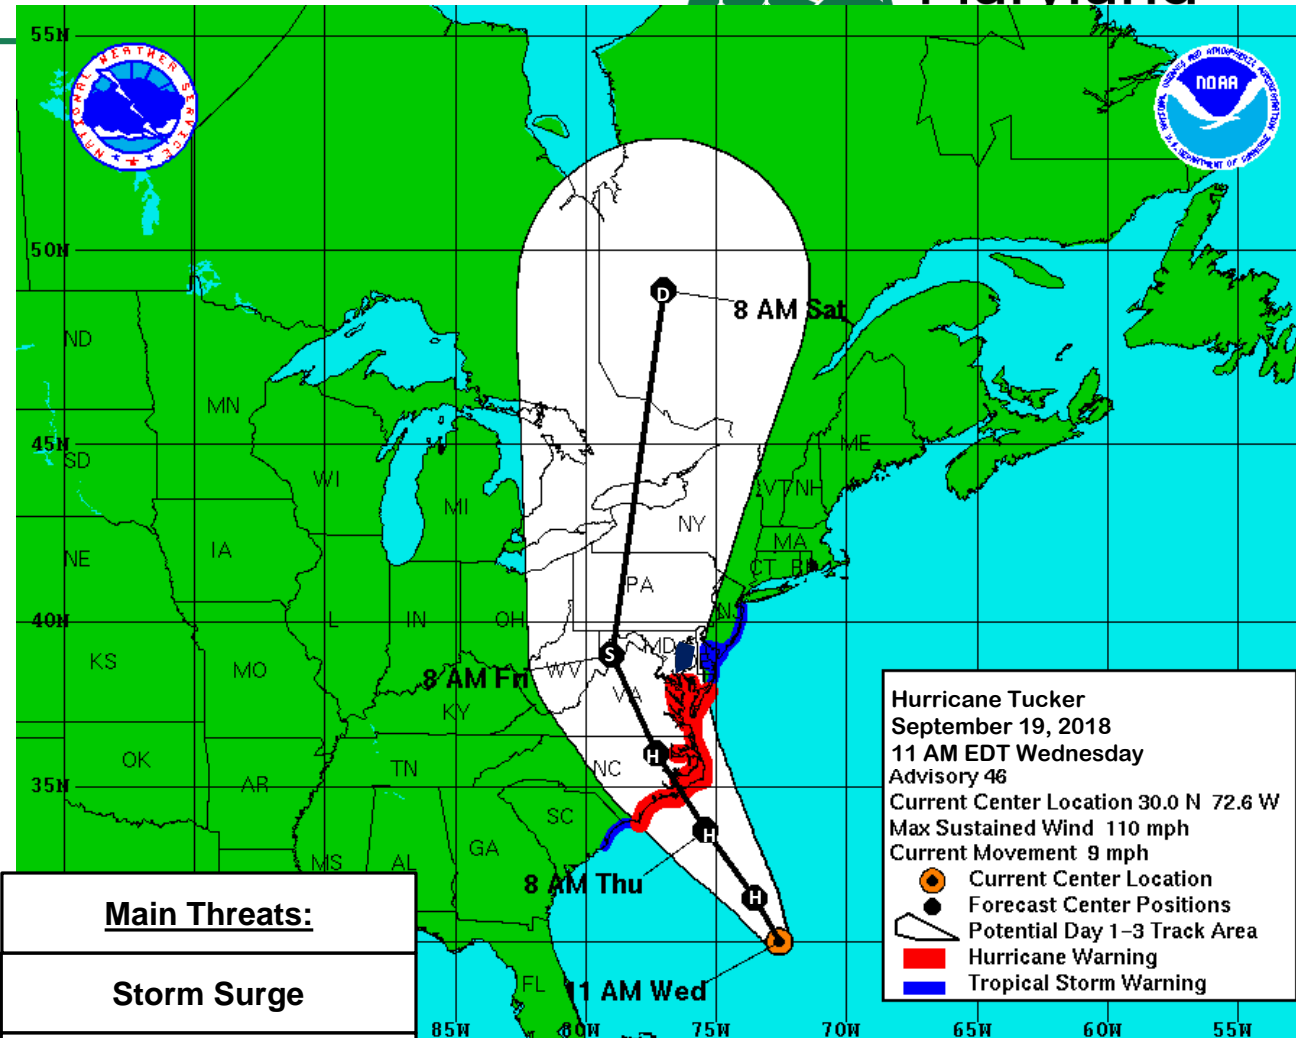 Maryland
55N
NATIONAL WEATHER SERVICE
NOAA
50N
8 AM Sat
ND
MN
45N
SD
WI
MI
ME
VT
NH
NY
MA
NE
IA
CT
PA
NJ
40N
IN
OH
MD
KS
MO
WV
8 AM Fri
VA
KY
S
D
H
H
H
OK
TN
NC
AR
35N
SC
MS
AL
GA
8 AM Thu
FL
11 AM Wed
Hurricane Tucker
September 19, 2018
11 AM EDT Wednesday
Advisory 46
Current Center Location 30.0 N 72.6 W
Max Sustained Wind 110 mph
Current Movement 9 mph
Current Center Location
Forecast Center Positions
Potential Day 1-3 Track Area
Hurricane Warning
Tropical Storm Warning
Main Threats:
Storm Surge
85W
80W
75W
70W
65W
60W
55W